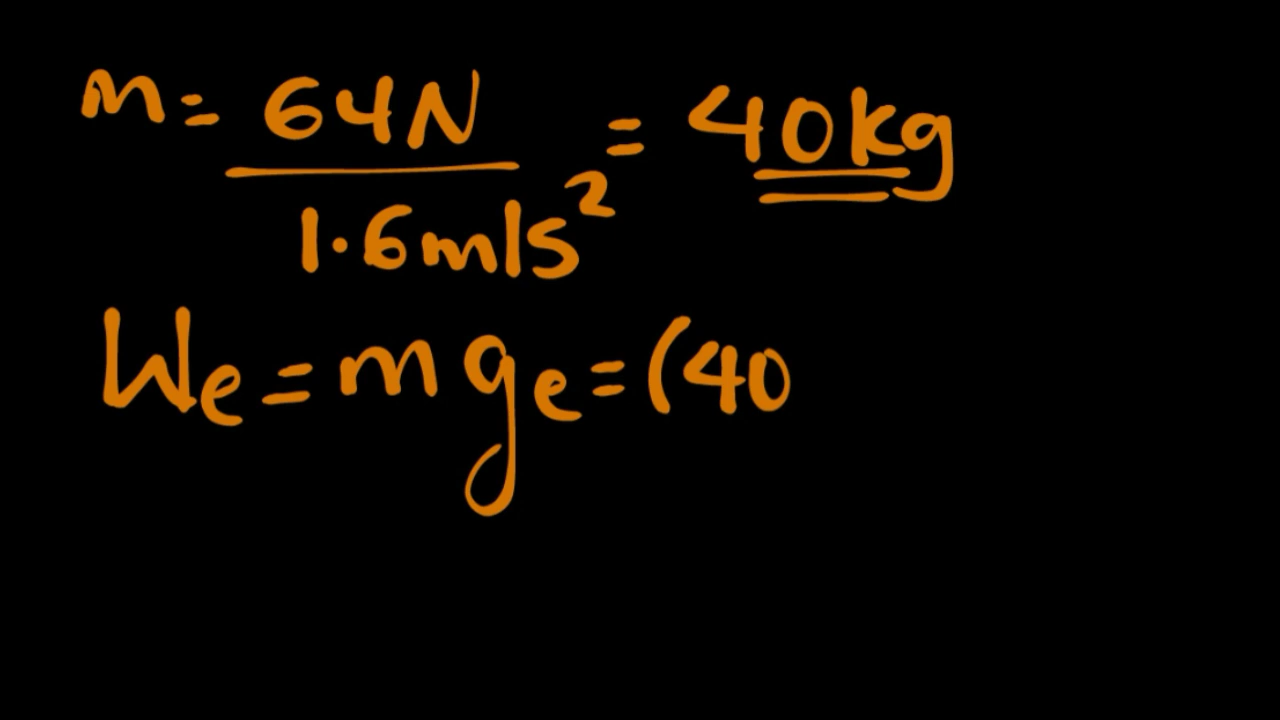 m = 64N / 1.6m/s² = 40kg
We = mge = (40